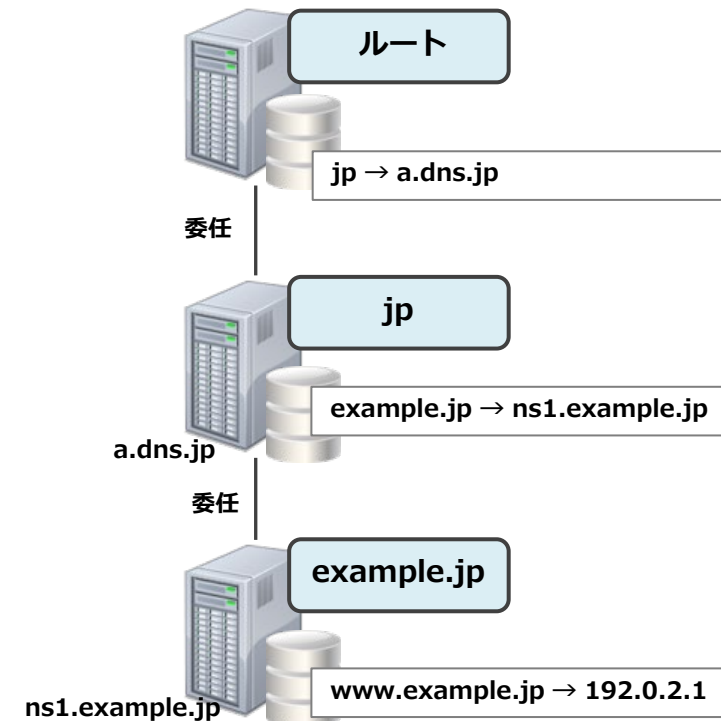 ルート
jp → a.dns.jp
委任
jp
example.jp → ns1.example.jp
a.dns.jp
委任
example.jp
www.example.jp → 192.0.2.1
ns1.example.jp